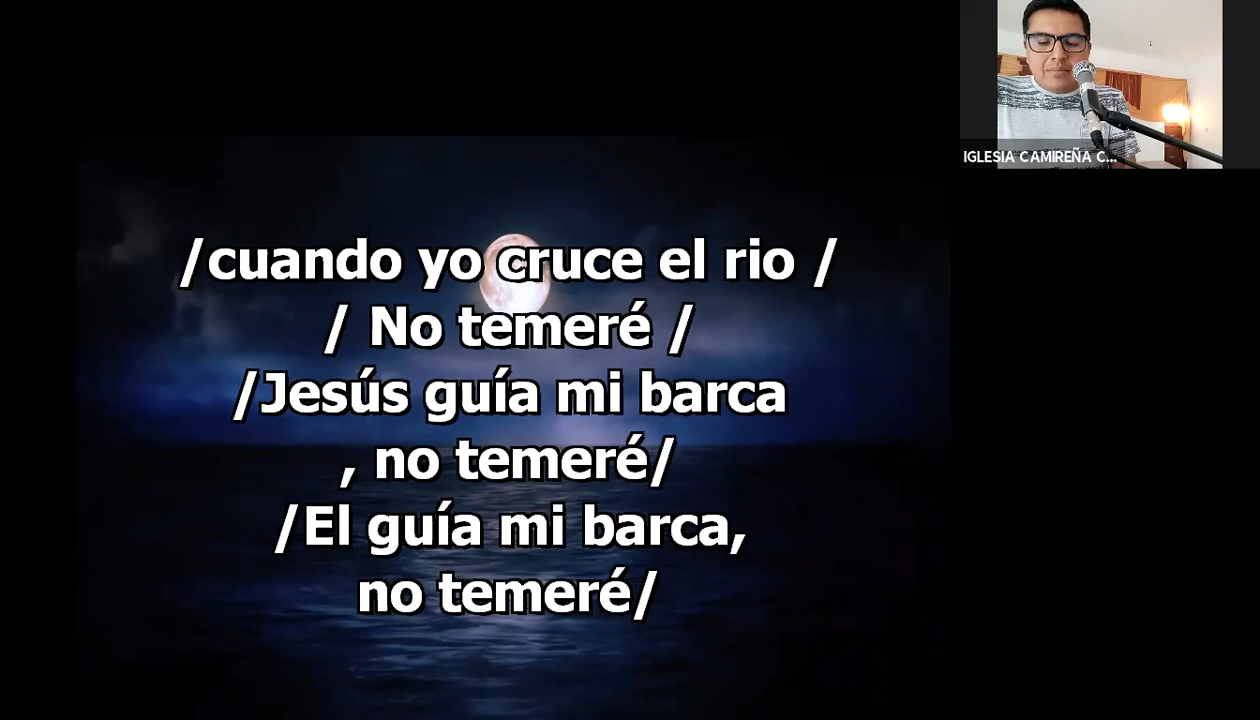 /cuando yo cruce el rio /
/ No temeré /
/Jesús guía mi barca
, no temeré/
/El guía mi barca,
no temeré/
IGLESIA CAMIREÑA C...